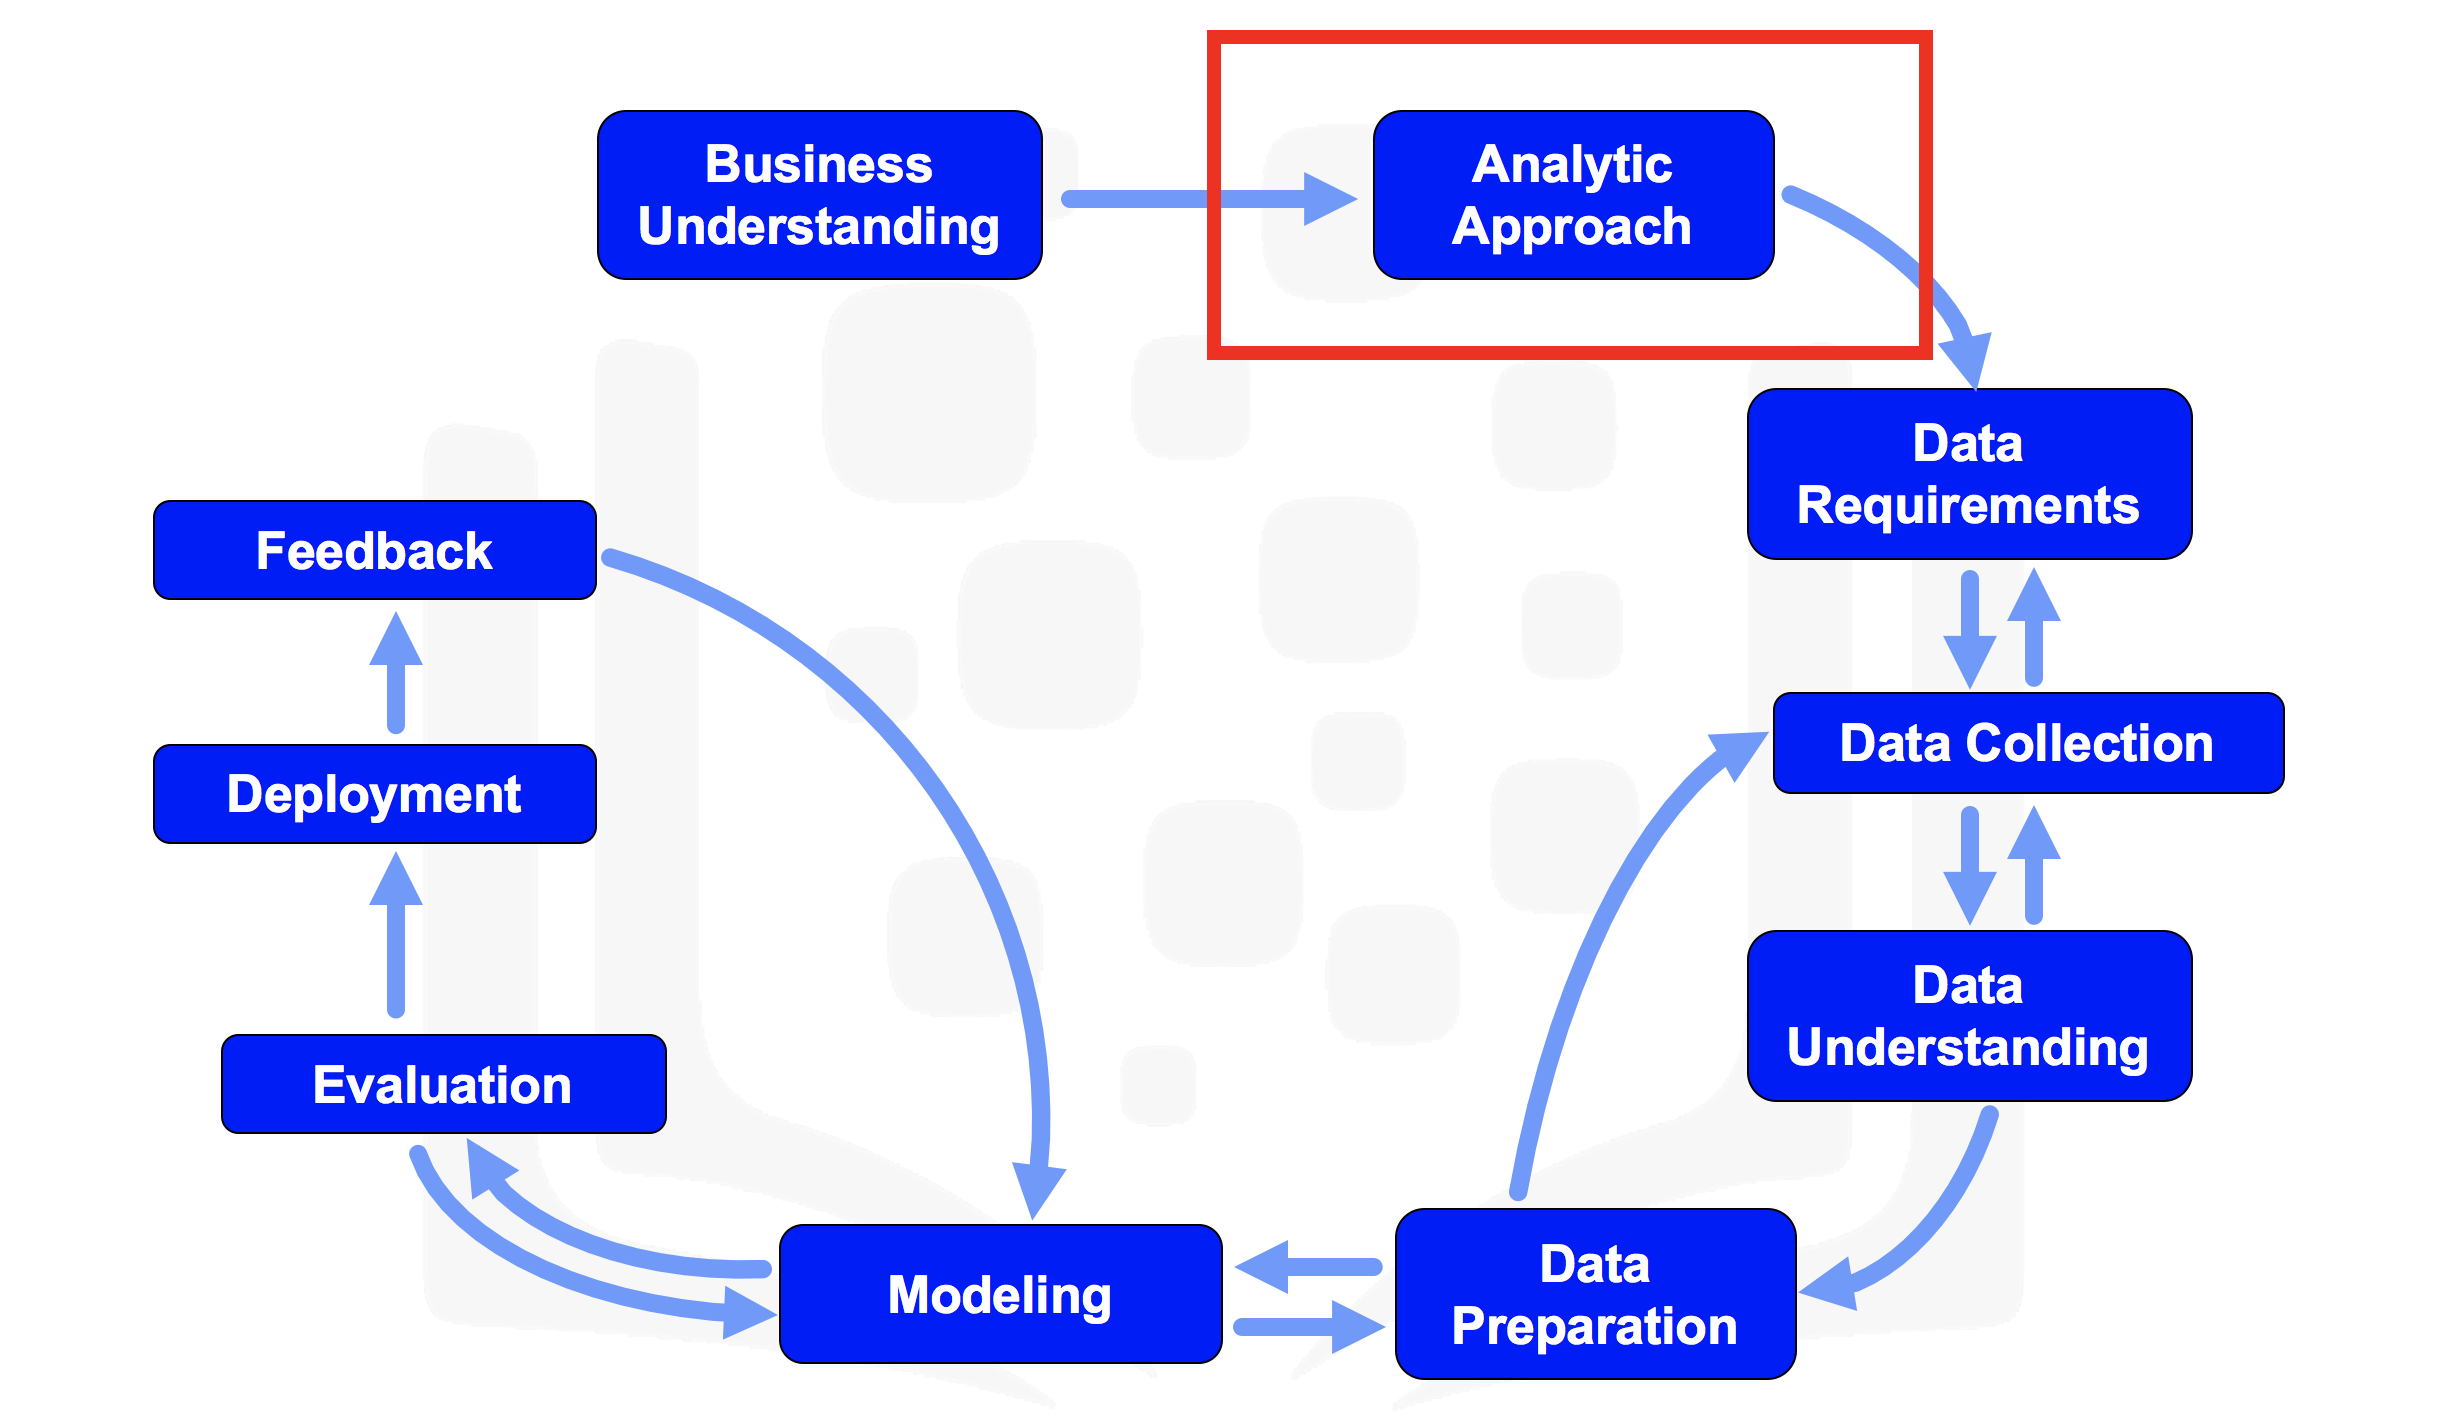 Business
Understanding
Analytic
Approach
Data
Requirements
Feedback
Data Collection
Deployment
Data
Understanding
Evaluation
Modeling
Data
Preparation